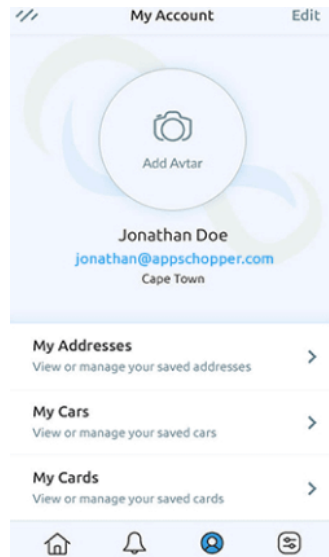 My Account Edit
Add Avtar
Jonathan Doe
jonathan@appschopper.com
Cape Town
My Addresses
View or manage your saved addresses
My Cars
View or manage your saved cars
My Cards
View or manage your saved cards